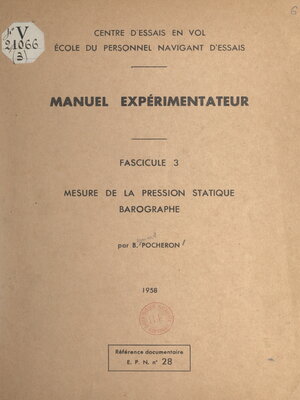 V
21066
(3)
CENTRE D'ESSAIS EN VOL
ÉCOLE DU PERSONNEL NAVIGANT D'ESSAIS
MANUEL EXPÉRIMENTATEUR
FASCICULE 3
MESURE DE LA PRESSION STATIQUE
BAROGRAPHE
par B. POCHERON
1958
Référence documentaire
E. P. N. n° 28